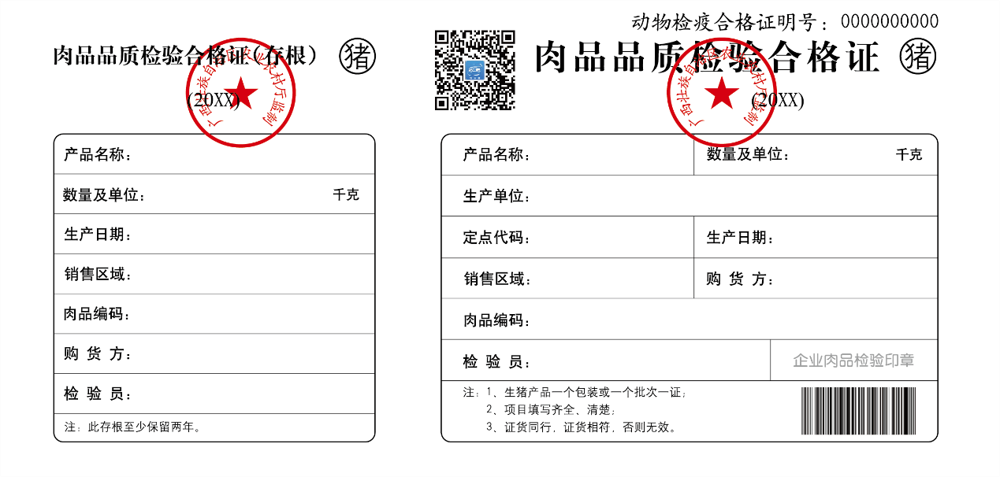 肉品品质检验合格证(存根)
猪
广西壮族自治区农业农村厅监制
(20XX)
产品名称：
数量及单位： 千克
生产日期：
销售区域：
肉品编码：
购 货 方：
检 验 员：
注：此存根至少保留两年。
动物检疫合格证明号：0000000000
肉品品质检验合格证
猪
广西壮族自治区农业农村厅监制
(20XX)
产品名称： 数量及单位： 千克
生产单位：
定点代码： 生产日期：
销售区域： 购 货 方：
肉品编码：
检 验 员： 企业肉品检验印章
注：1、生猪产品一个包装或一个批次一证；
2、项目填写齐全、清楚；
3、证货同行，证货相符，否则无效。